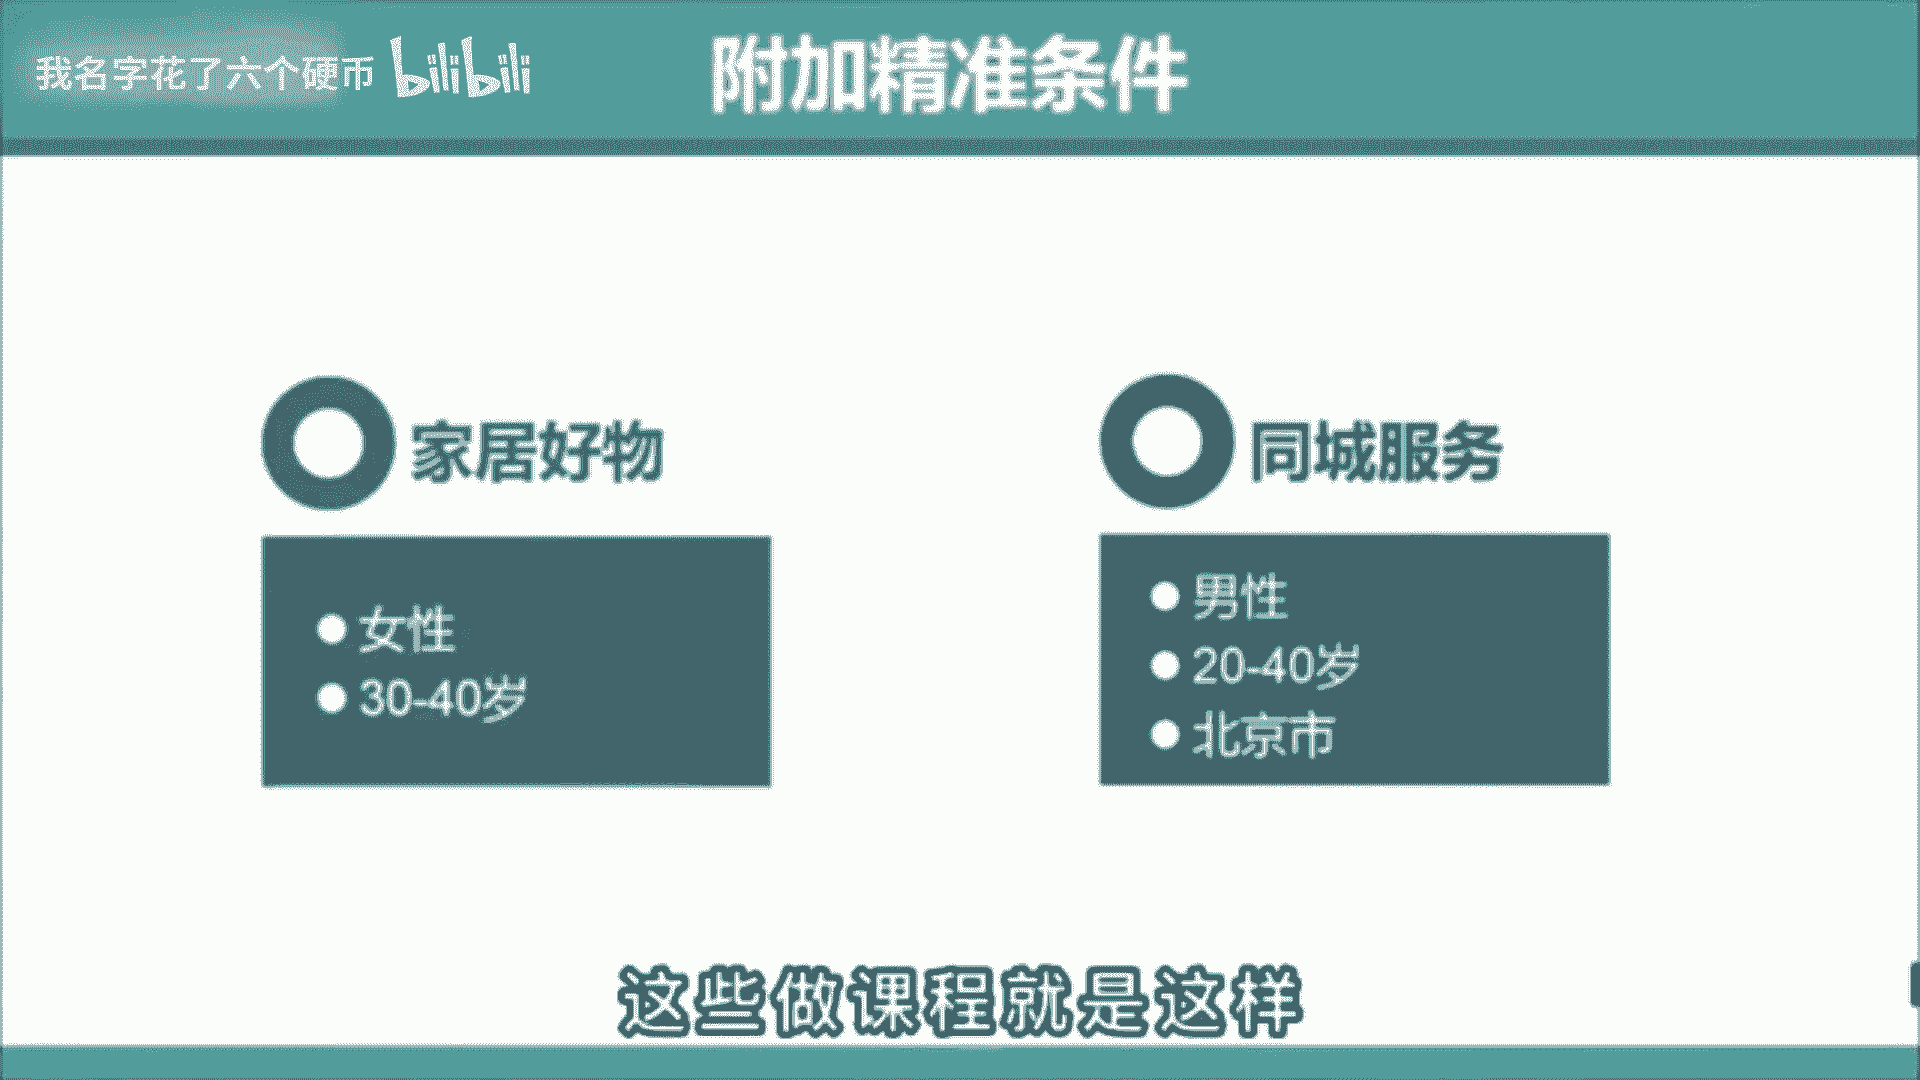 我名字花了六个硬币 bilibili
附加精准条件
家居好物
女性
30-40岁
同城服务
男性
20-40岁
北京市
这些做课程就是这样